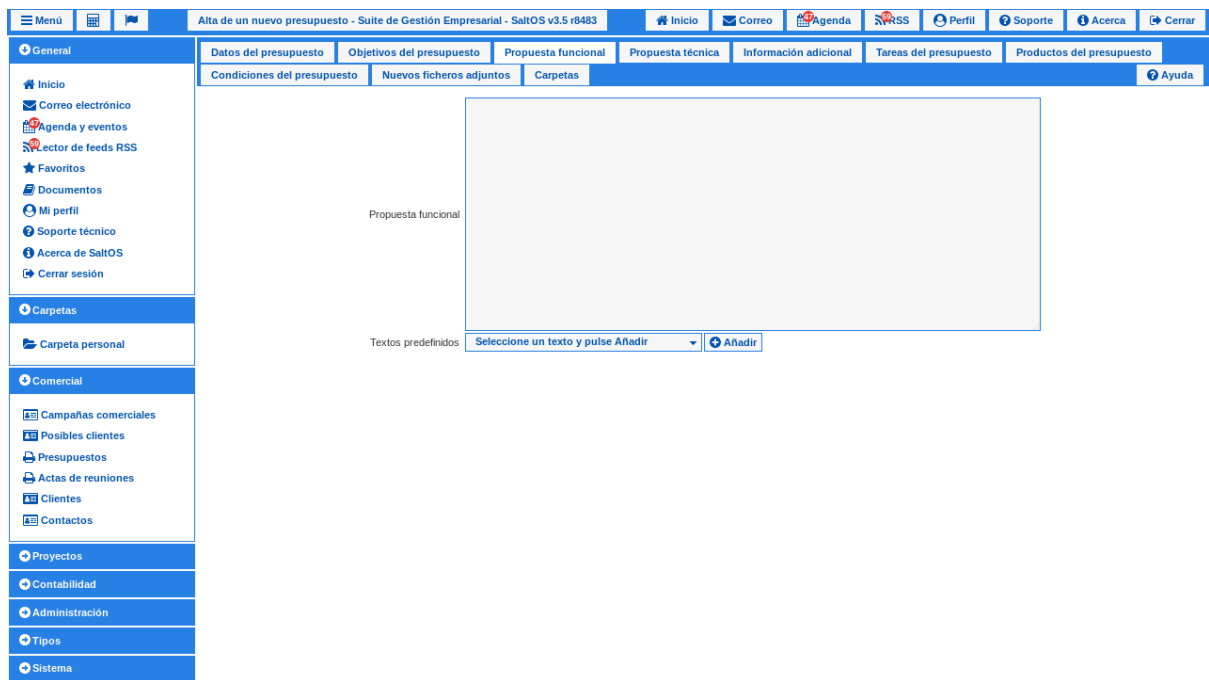 Menú
Alta de un nuevo presupuesto - Suite de Gestión Empresarial - SaltOS v3.5 r8483
Inicio
Correo
47
Agenda
59
RSS
Perfil
Soporte
Acerca
Cerrar
General
Inicio
Correo electrónico
47
Agenda y eventos
59
Lector de feeds RSS
Favoritos
Documentos
Mi perfil
Soporte técnico
Acerca de SaltOS
Cerrar sesión
Carpetas
Carpeta personal
Comercial
Campañas comerciales
Posibles clientes
Presupuestos
Actas de reuniones
Clientes
Contactos
Proyectos
Contabilidad
Administración
Tipos
Sistema
Datos del presupuesto
Objetivos del presupuesto
Propuesta funcional
Propuesta técnica
Información adicional
Tareas del presupuesto
Productos del presupuesto
Condiciones del presupuesto
Nuevos ficheros adjuntos
Carpetas
Ayuda
Propuesta funcional
Textos predefinidos
Seleccione un texto y pulse Añadir
Añadir